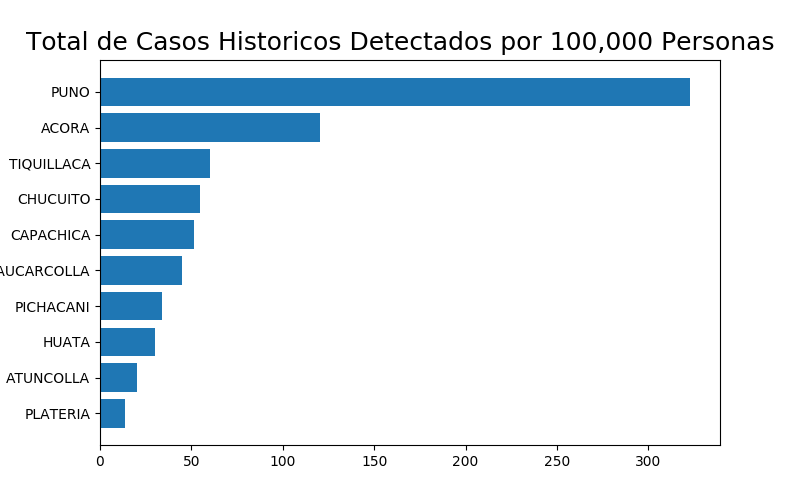 Total de Casos Historicos Detectados por 100,000 Personas
PUNO
ACORA
TIQUILLACA
CHUCUITO
CAPACHICA
AUCARCOLLA
PICHACANI
HUATA
ATUNCOLLA
PLATERIA
0 50 100 150 200 250 300